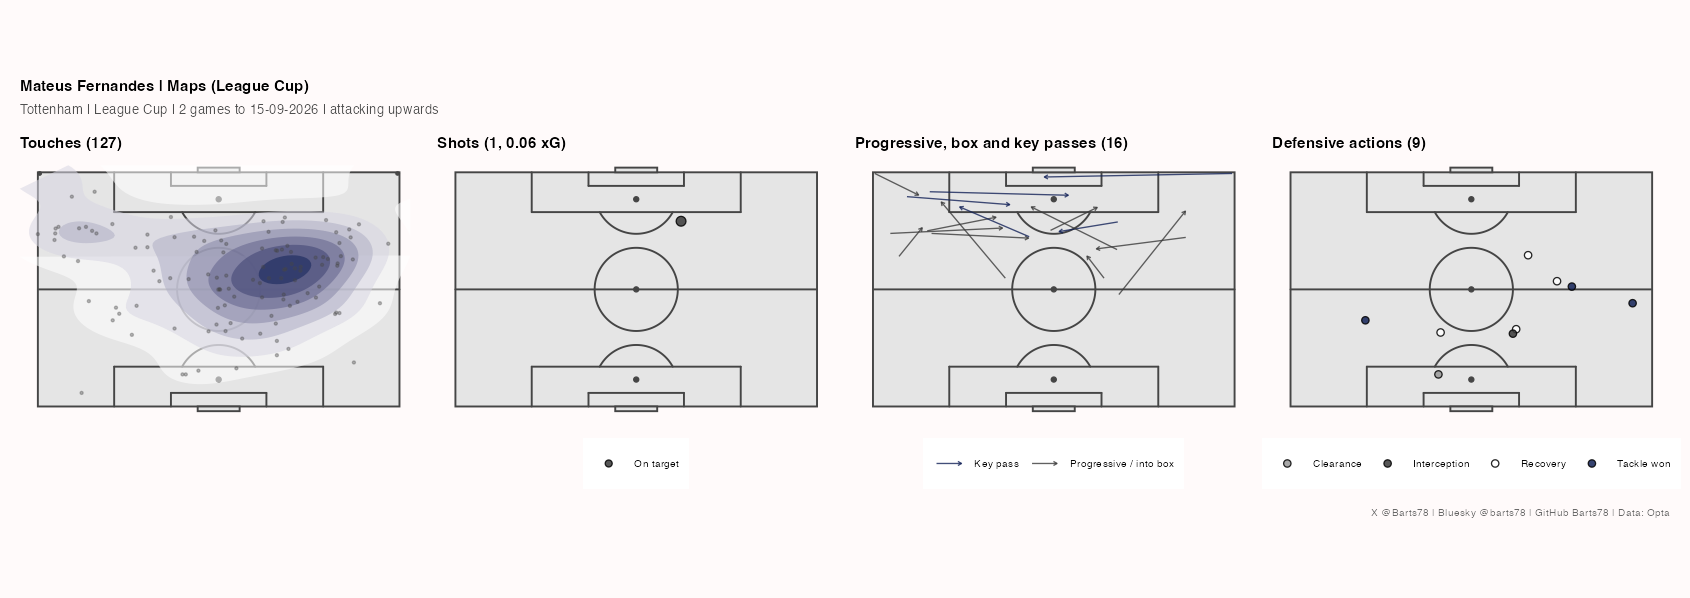 Mateus Fernandes | Maps (League Cup)
Tottenham | League Cup | 2 games to 15-09-2026 | attacking upwards
Touches (127)
Shots (1, 0.06 xG)
Progressive, box and key passes (16)
Defensive actions (9)
On target
Key pass
Progressive / into box
Clearance
Interception
Recovery
Tackle won
X @Barts78 | Bluesky @barts78 | GitHub Barts78 | Data: Opta